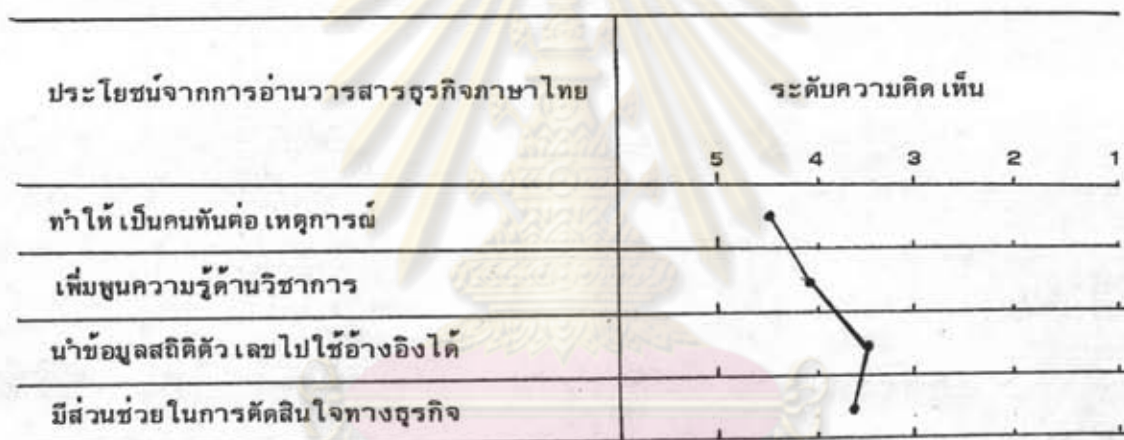 ประโยชน์จากการอ่านวารสารธุรกิจภาษาไทย
ระดับความคิดเห็น
5 4 3 2 1
ทำให้เป็นคนทันต่อเหตุการณ์
เพิ่มพูนความรู้ด้านวิชาการ
นำข้อมูลสถิติตัวเลขไปใช้อ้างอิงได้
มีส่วนช่วยในการตัดสินใจทางธุรกิจ